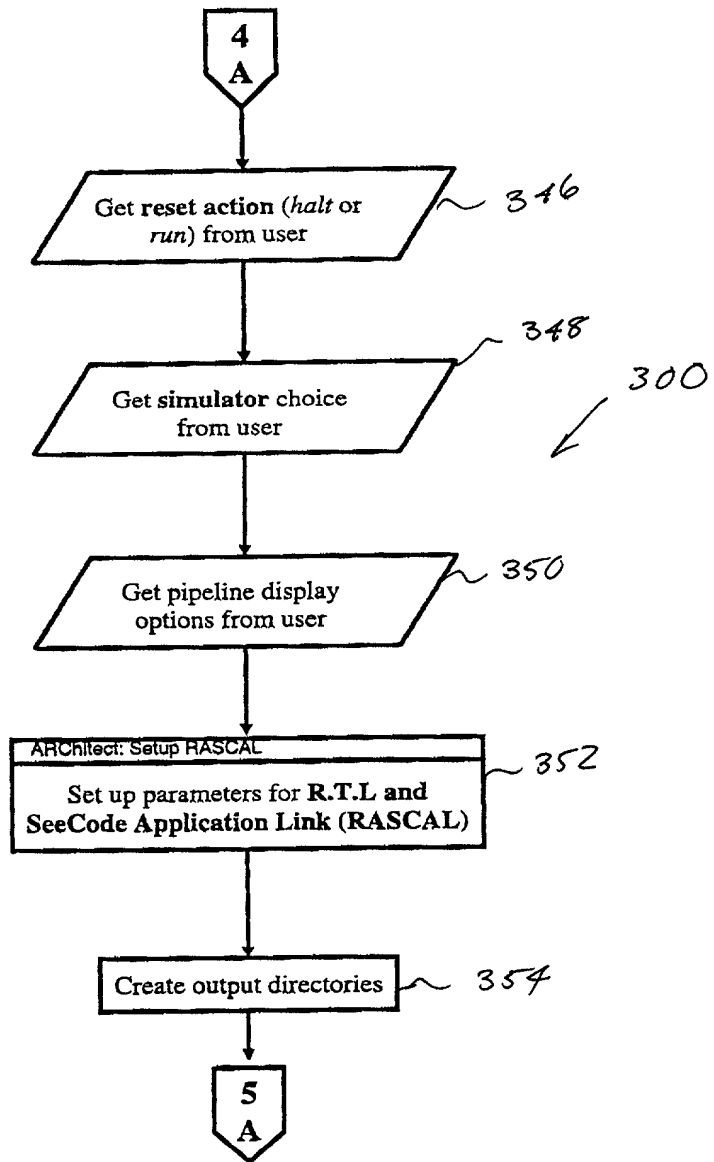 4
A
Get reset action (halt or
run) from user
346
348
Get simulator choice
from user
300
Get pipeline display
options from user
350
ARChitect: Setup RASCAL
352
Set up parameters for R.T.L and
SeeCode Application Link (RASCAL)
Create output directories
354
5
A